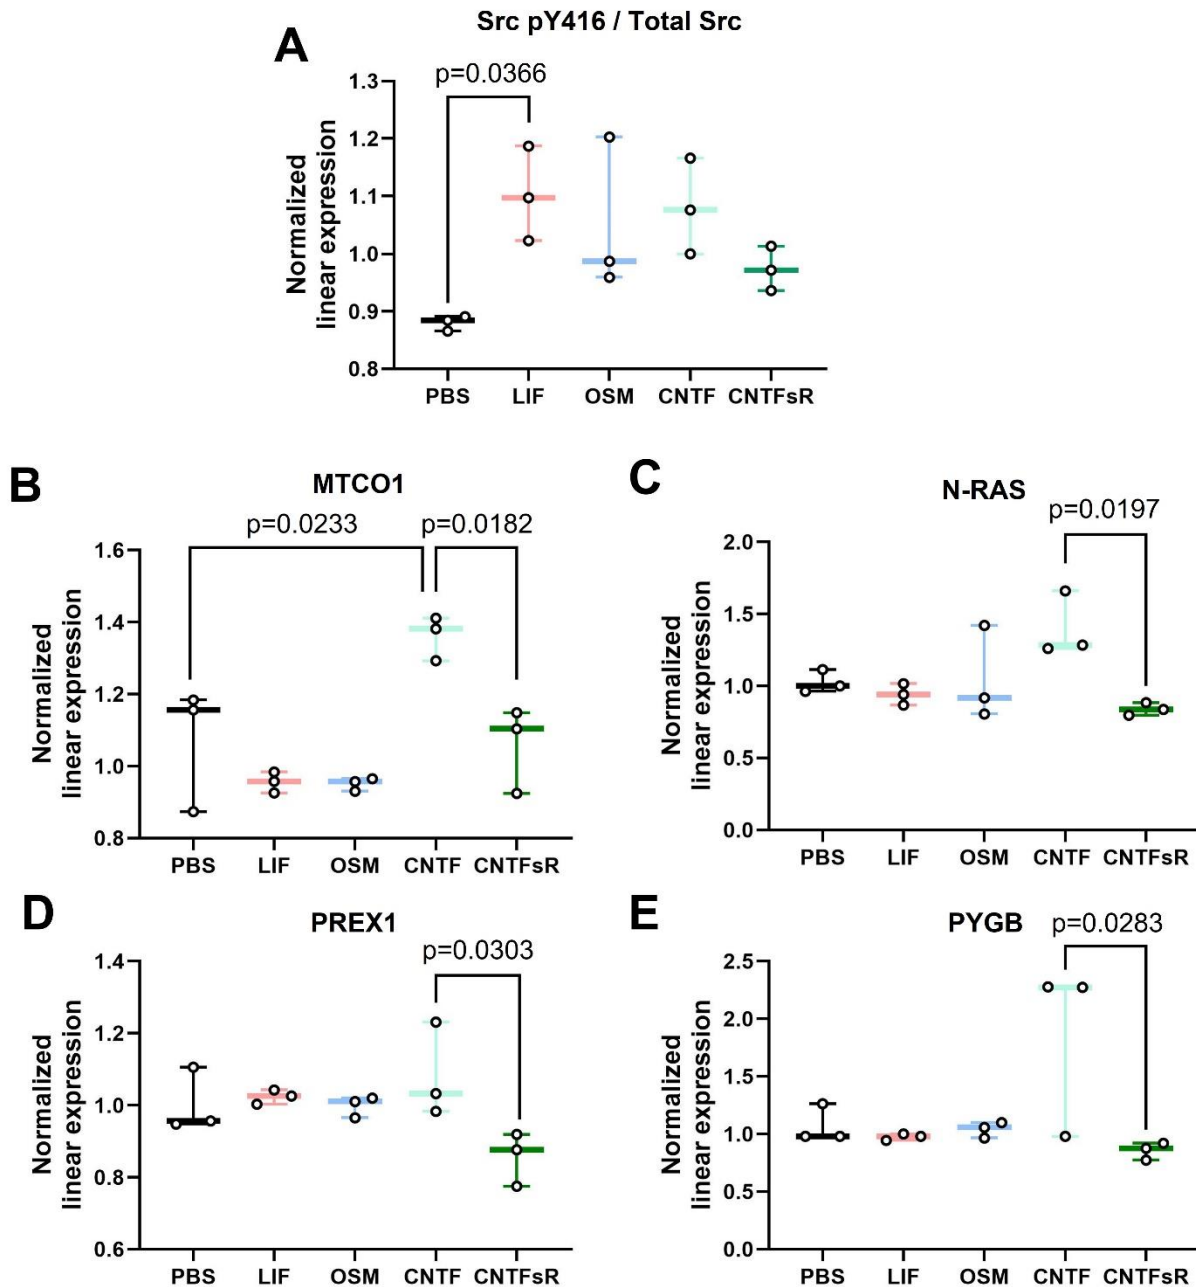 Src pY416 / Total Src
A
p=0.0366
Normalized
linear expression
1.3
1.2
1.1
1.0
0.9
0.8
PBS LIF OSM CNTF CNTFsR
B
MTCO1
p=0.0233 p=0.0182
Normalized
linear expression
1.6
1.4
1.2
1.0
0.8
PBS LIF OSM CNTF CNTFsR
C
N-RAS
p=0.0197
Normalized
linear expression
2.0
1.5
1.0
0.5
0.0
PBS LIF OSM CNTF CNTFsR
D
PREX1
p=0.0303
Normalized
linear expression
1.4
1.2
1.0
0.8
0.6
PBS LIF OSM CNTF CNTFsR
E
PYGB
p=0.0283
Normalized
linear expression
2.5
2.0
1.5
1.0
0.5
0.0
PBS LIF OSM CNTF CNTFsR